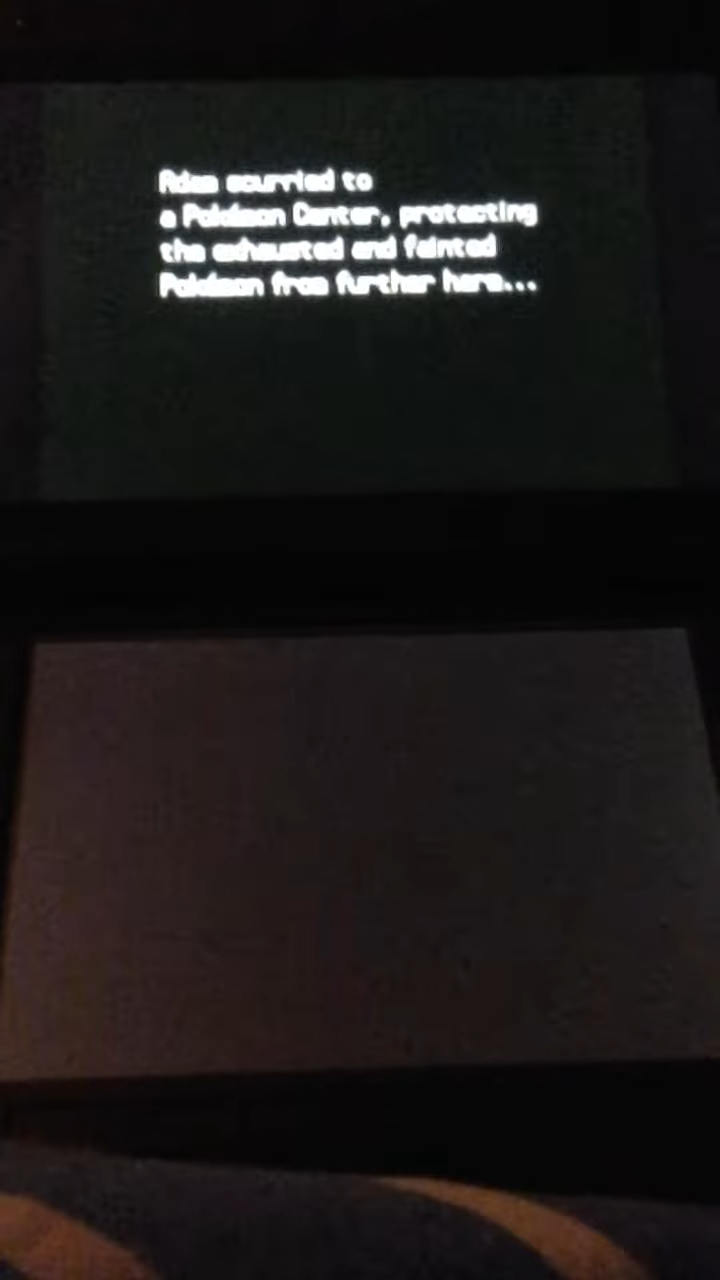 Adam scurried to
a Pokémon Center, protecting
the exhausted and fainted
Pokémon from further harm...